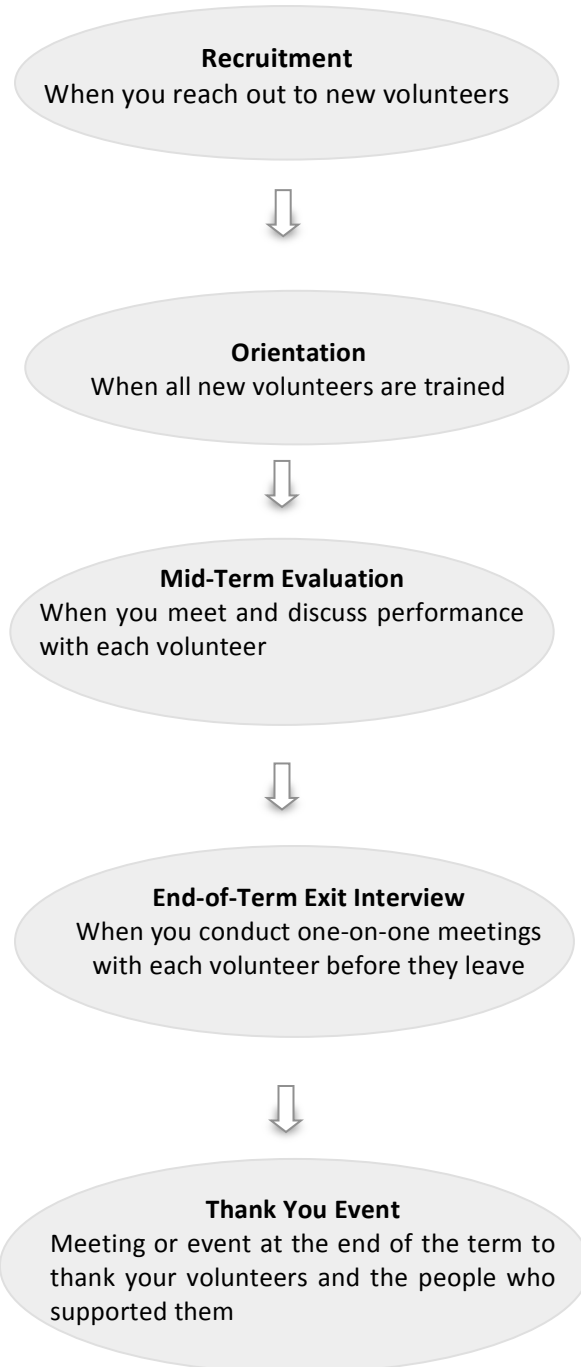 Recruitment
When you reach out to new volunteers
Orientation
When all new volunteers are trained
Mid-Term Evaluation
When you meet and discuss performance
with each volunteer
End-of-Term Exit Interview
When you conduct one-on-one meetings
with each volunteer before they leave
Thank You Event
Meeting or event at the end of the term to
thank your volunteers and the people who
supported them